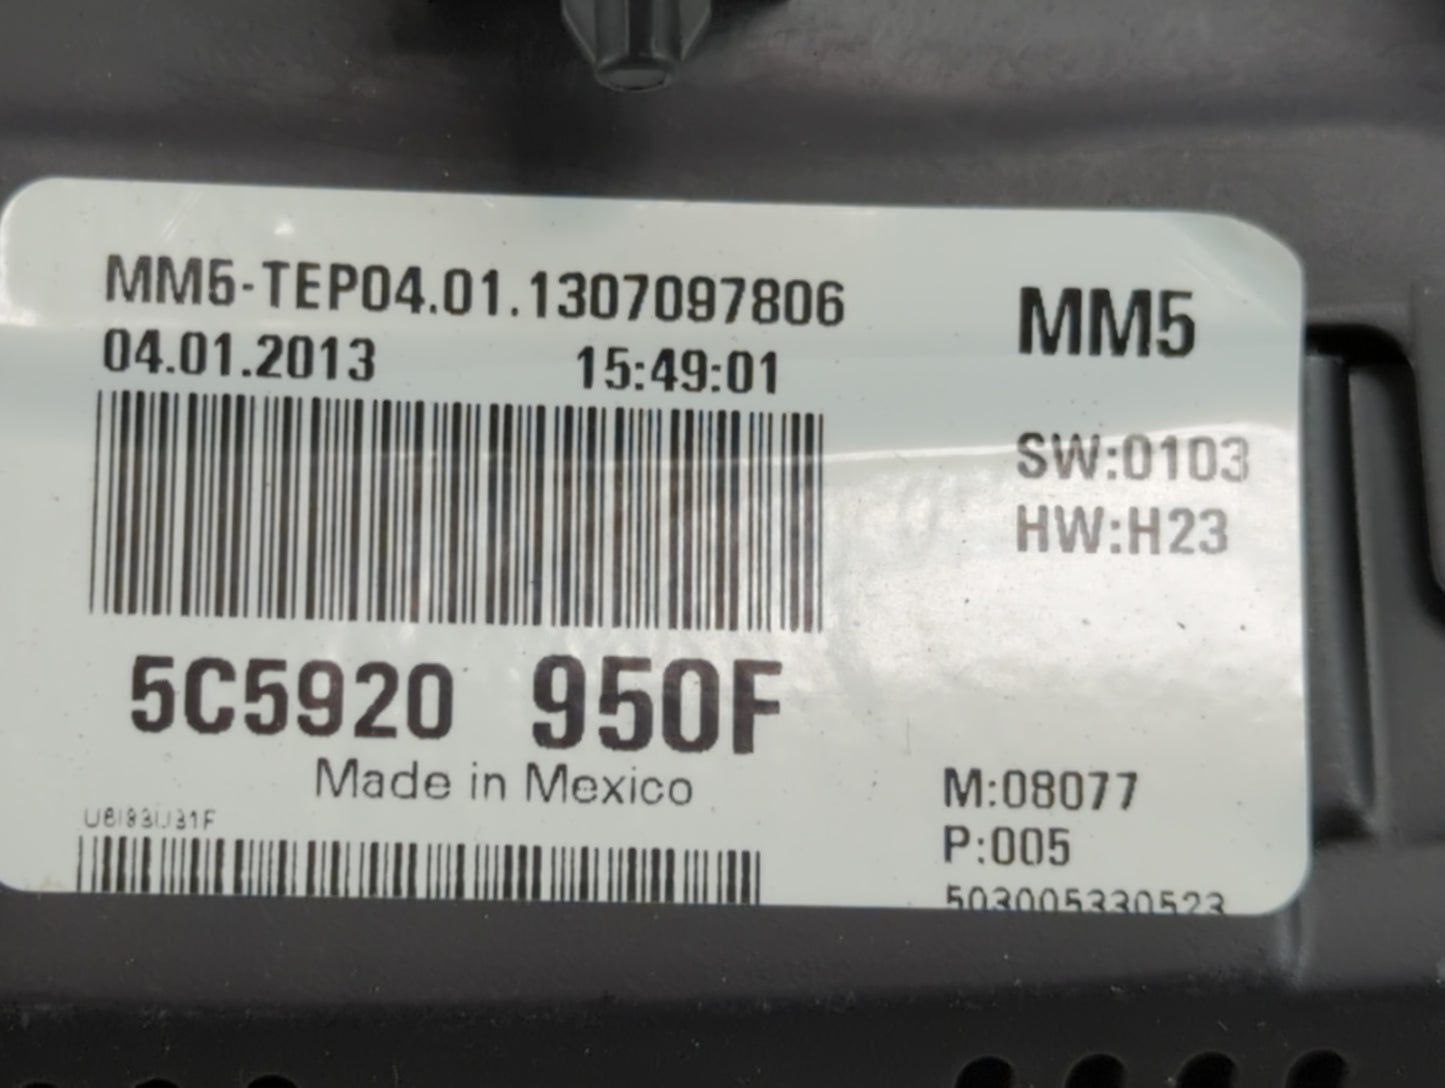 MM5-TEP04.01.1307097806
04.01.2013 15:49:01
MM5
SW:0103
HW:H23
5C5920 950F
Made in Mexico
M:08077
P:005
503005330523